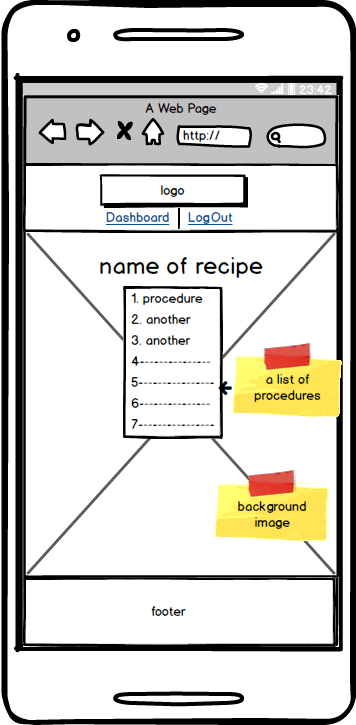 23:42
A Web Page
http://
logo
Dashboard | LogOut
name of recipe
1. procedure
2. another
3. another
4---------------
5---------------
6---------------
7---------------
a list of
procedures
background
image
footer